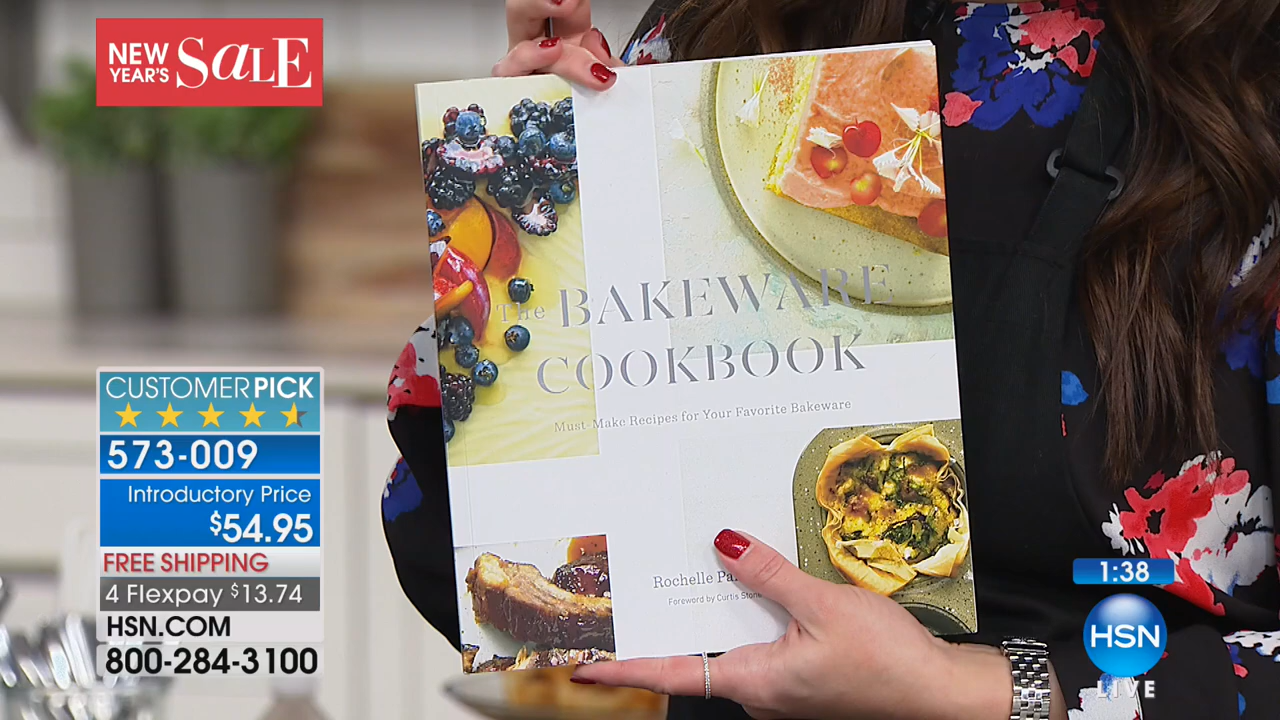 NEW
YEAR'S SALE
The BAKEWARE
COOKBOOK
Must-Make Recipes for Your Favorite Bakeware
Rochelle
Foreword by Curtis Stone
CUSTOMER PICK
573-009
Introductory Price
$54.95
FREE SHIPPING
4 Flexpay $13.74
HSN.COM
800-284-3100
1:38
HSN
LIVE